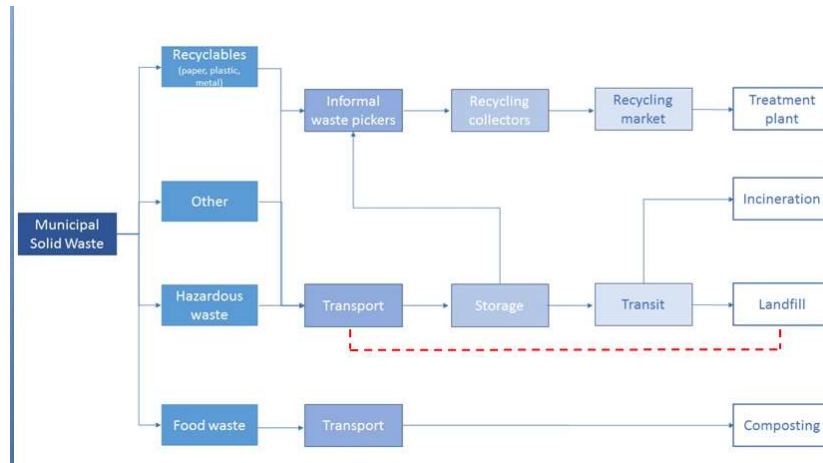 Recyclables
(paper, plastic,
metal)
Informal
waste pickers
Recycling
collectors
Recycling
market
Treatment
plant
Other
Incineration
Municipal
Solid Waste
Hazardous
waste
Transport
Storage
Transit
Landfill
Food waste
Transport
Composting